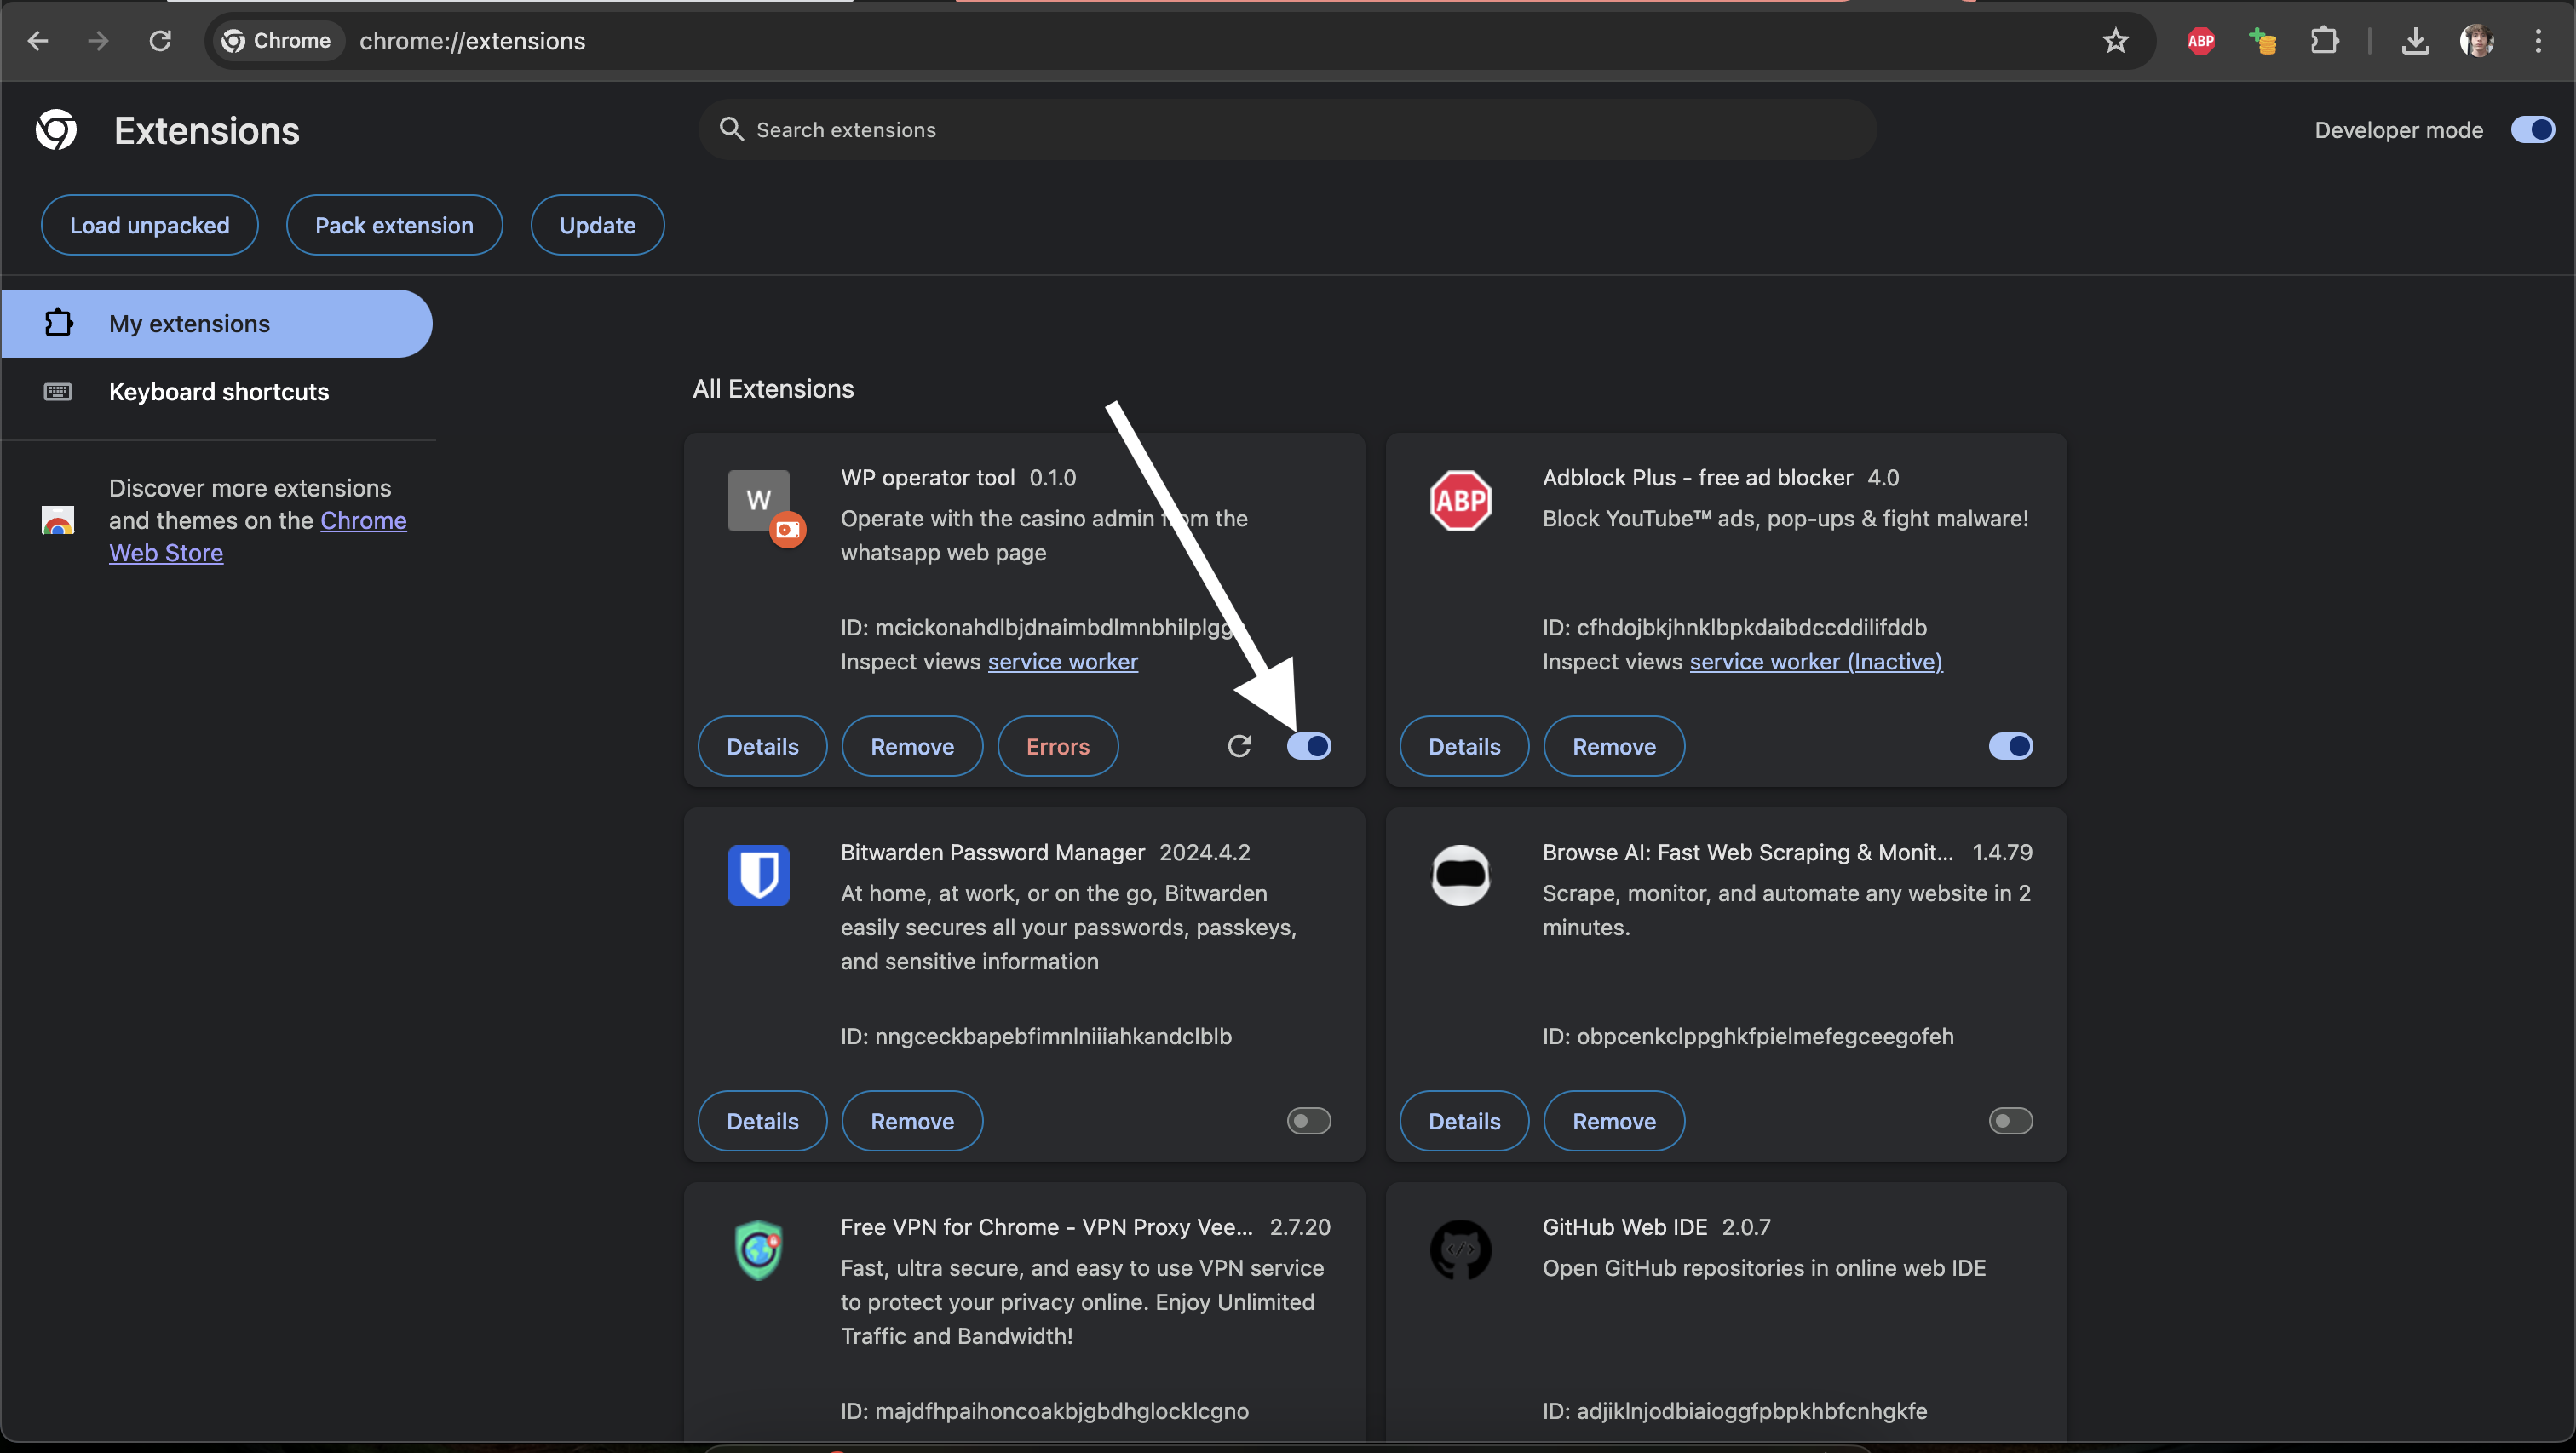 Chrome
chrome://extensions
ABP
Extensions
Search extensions
Developer mode
Load unpacked
Pack extension
Update
My extensions
Keyboard shortcuts
Discover more extensions
and themes on the Chrome
Web Store
All Extensions
W
WP operator tool 0.1.0
Operate with the casino admin from the
whatsapp web page
ID:
Inspect views service worker
Details
Remove
Errors
ABP
Adblock Plus - free ad blocker 4.0
Block YouTube™ ads, pop-ups & fight malware!
ID: cfhdojbkjhnklbpkdaibdccddilifddb
Inspect views service worker (Inactive)
Details
Remove
Bitwarden Password Manager 2024.4.2
At home, at work, or on the go, Bitwarden
easily secures all your passwords, passkeys,
and sensitive information
ID: nngceckbapebfimnlniiiahkandclblb
Details
Remove
Browse AI: Fast Web Scraping & Monit... 1.4.79
Scrape, monitor, and automate any website in 2
minutes.
ID: obpcenkclppghkfpielmefegceegofeh
Details
Remove
Free VPN for Chrome - VPN Proxy Vee... 2.7.20
Fast, ultra secure, and easy to use VPN service
to protect your privacy online. Enjoy Unlimited
Traffic and Bandwidth!
ID: majdfhpaihoncoakbjgbdhglocklcgno
</> GitHub Web IDE 2.0.7
Open GitHub repositories in online web IDE
ID: adjiklnjodbiaioggfpbpkhbfcnhgkfe